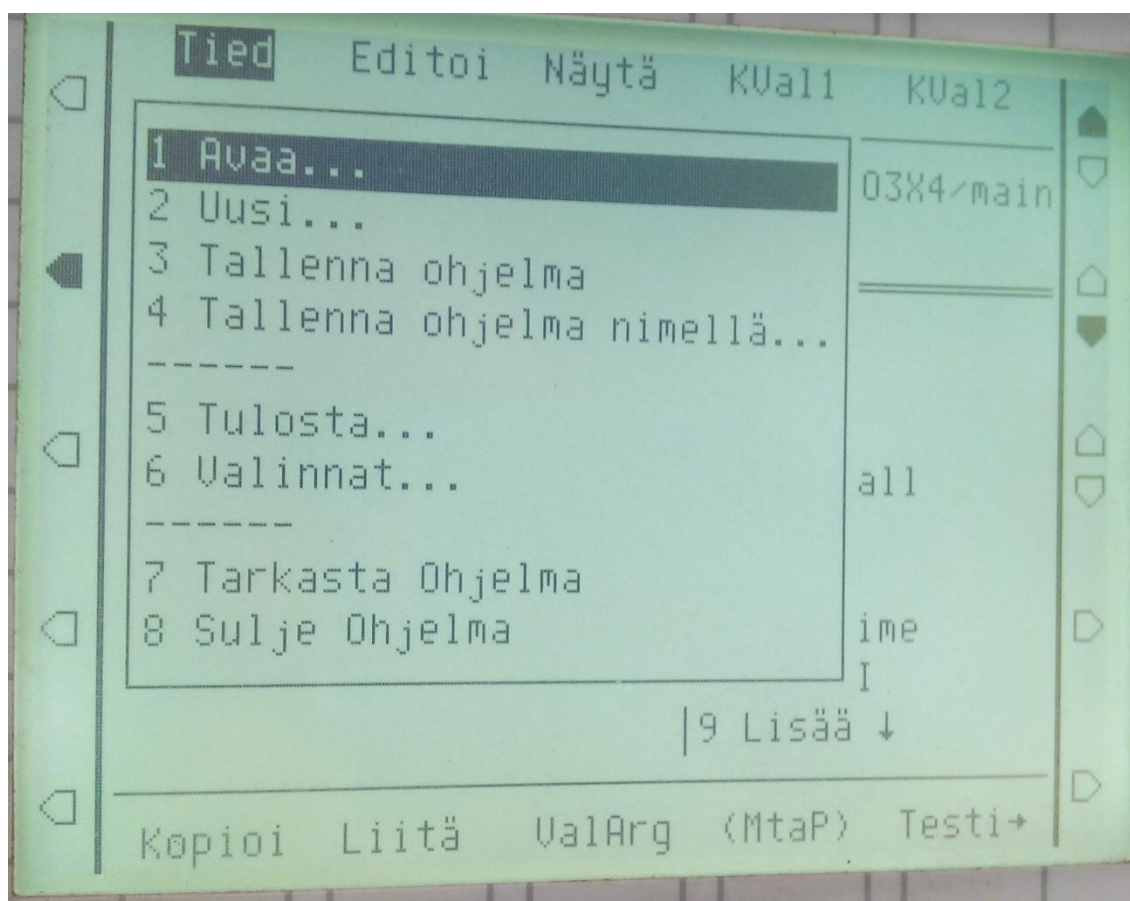 Tied Editoi Näytä KVal1 KVal2
1 Avaa...
2 Uusi...
O3X4/main
3 Tallenna ohjelma
4 Tallenna ohjelma nimellä...
------
5 Tulosta...
6 Valinnat...
all
------
7 Tarkasta Ohjelma
8 Sulje Ohjelma
ime
I
|9 Lisää ↓
Kopioi Liitä ValArg (MtaP) Testi→